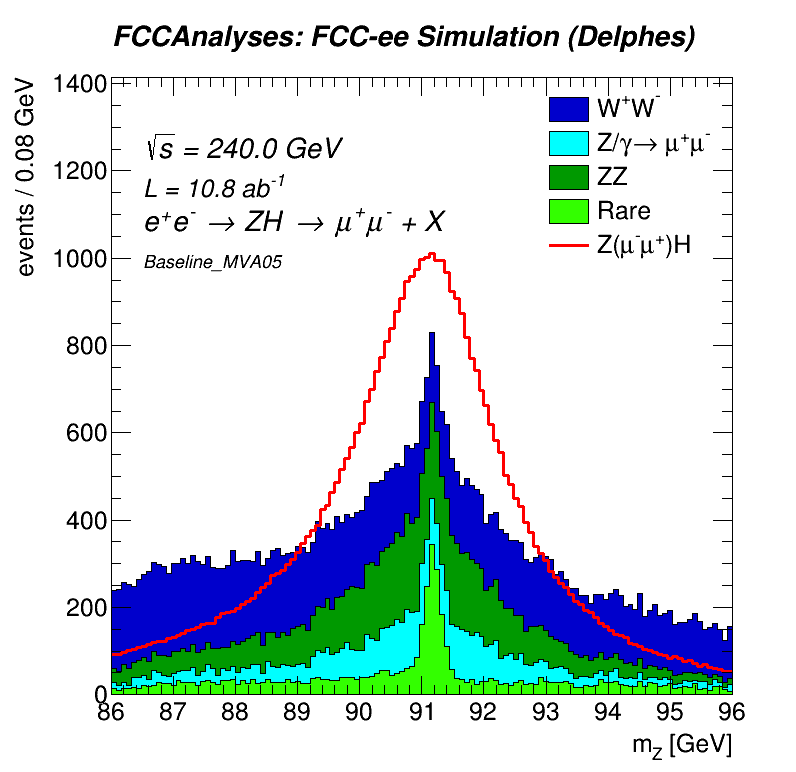 FCCAnalyses: FCC-ee Simulation (Delphes)
events / 0.08 GeV
1400
1200
1000
800
600
400
200
0
√s = 240.0 GeV
L = 10.8 ab⁻¹
e⁺e⁻ → ZH → μ⁺μ⁻ + X
Baseline_MVA05
W⁺W⁻
Z/γ→ μ⁺μ⁻
ZZ
Rare
Z(μ⁻μ⁺)H
86 87 88 89 90 91 92 93 94 95 96
m_Z [GeV]